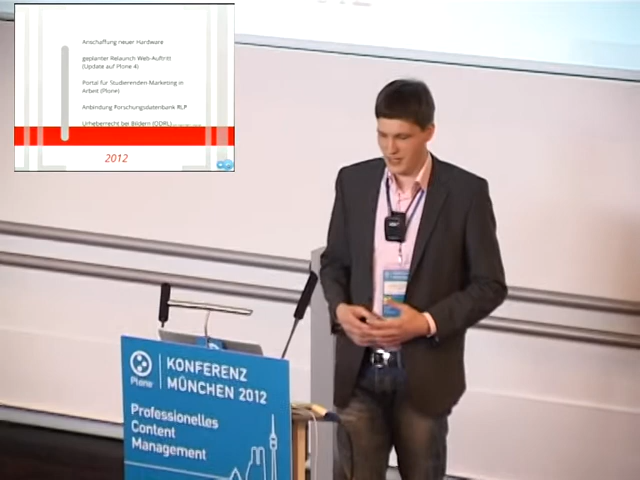 Anschaffung neuer Hardware
geplanter Relaunch Web-Auftritt
(Update auf Plone 4)
Portal für Studierenden-Marketing in
Arbeit (Plone)
Anbindung Forschungsdatenbank RLP
Urheberrecht bei Bildern (DDRL)
2012
Plone
KONFERENZ
MÜNCHEN 2012
Professionelles
Content
Management